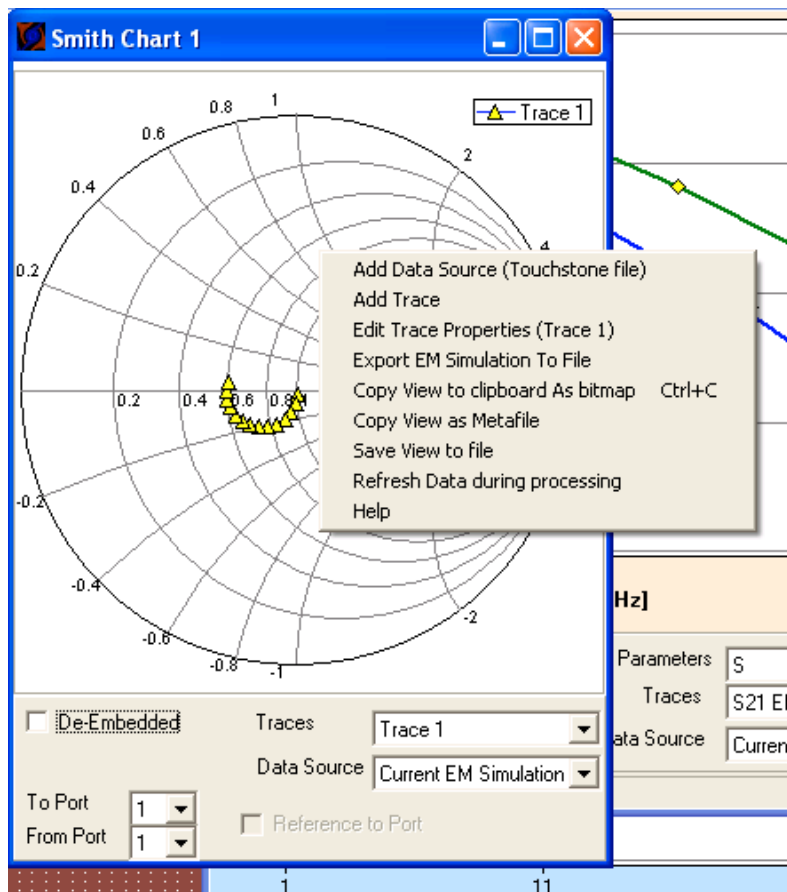 Smith Chart 1
Trace 1
1
0.8
0.6
2
0.4
4
0.2
0.2 0.4 0.6 0.8 1
-0.2
-0.4
-0.6
-0.8
-1
-2
Add Data Source (Touchstone file)
Add Trace
Edit Trace Properties (Trace 1)
Export EM Simulation To File
Copy View to clipboard As bitmap Ctrl+C
Copy View as Metafile
Save View to file
Refresh Data during processing
Help
Hz]
De-Embedded
Traces Trace 1
Data Source Current EM Simulation
To Port 1
From Port 1
Reference to Port
Parameters S
Traces S21 E
ata Source Curren
1 11